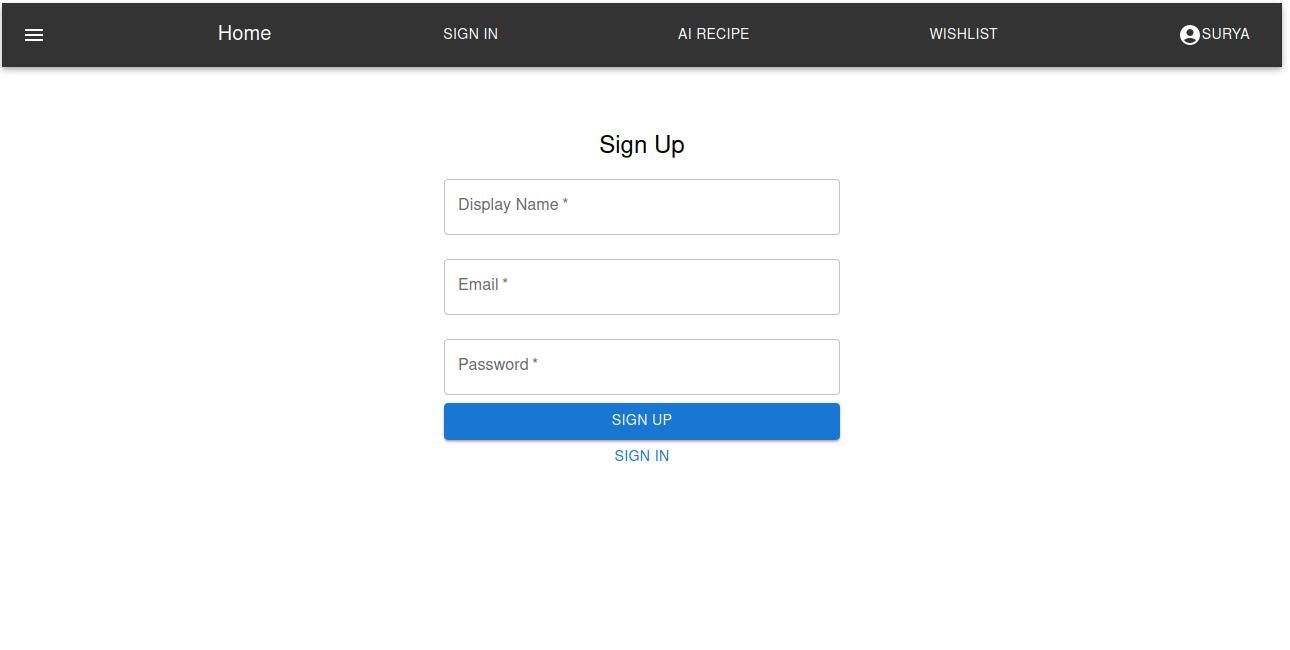 Home SIGN IN AI RECIPE WISHLIST SURYA
Sign Up
Display Name *
Email *
Password *
SIGN UP
SIGN IN